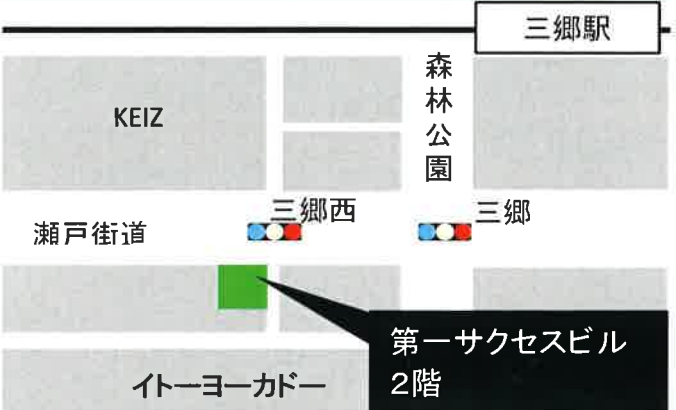 三郷駅
森林公園
KEIZ
三郷西
三郷
瀬戸街道
第一サクセスビル
2階
イトーヨーカドー